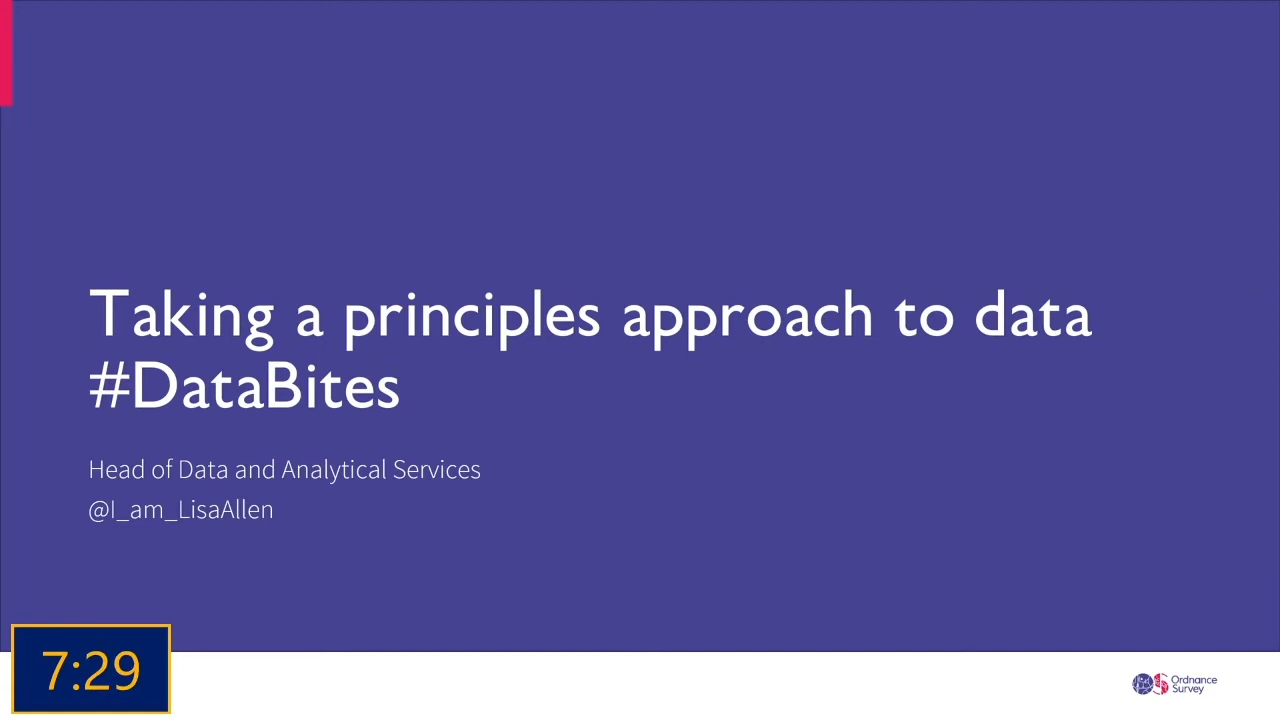 Taking a principles approach to data
#DataBites
Head of Data and Analytical Services
@I_am_LisaAllen
7:29
Ordnance
Survey